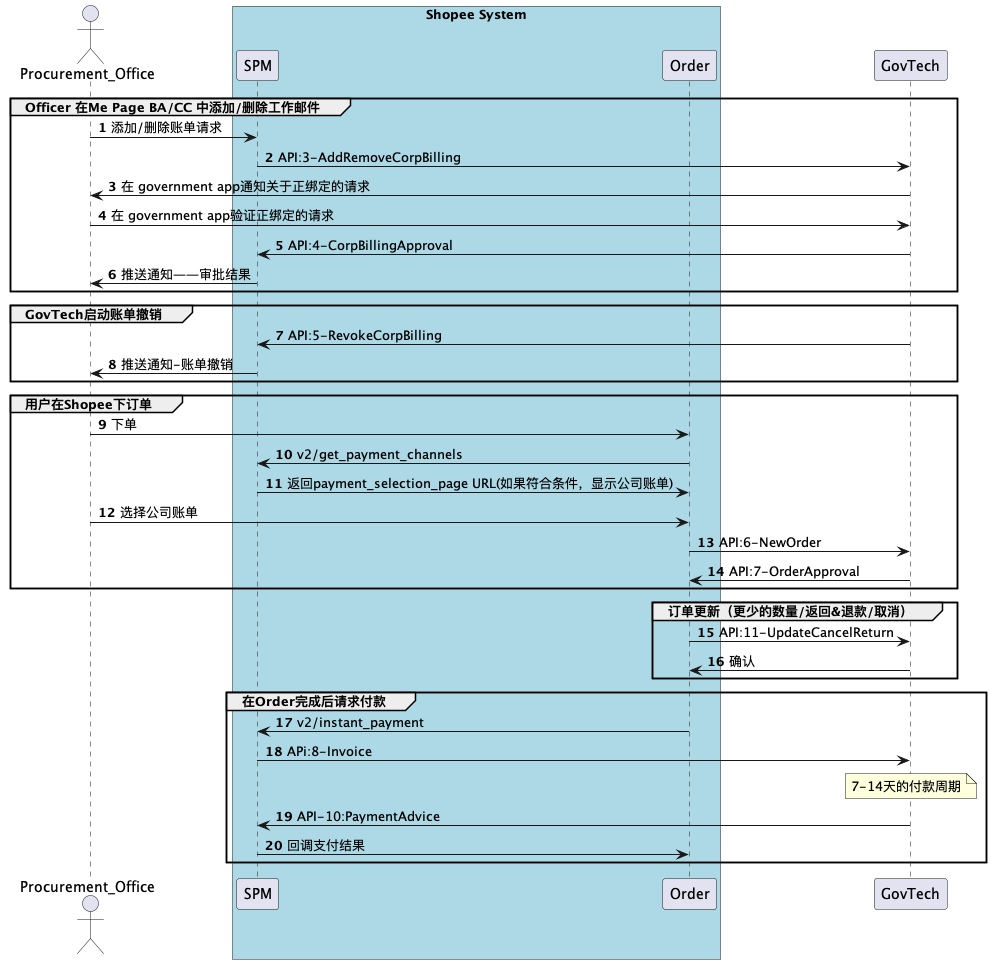 Shopee System
Procurement_Office
SPM
Order
GovTech
Officer 在Me Page BA/CC 中添加/删除工作邮件
1 添加/删除账单请求
2 API:3-AddRemoveCorpBilling
3 在 government app通知关于正绑定的请求
4 在 government app验证正绑定的请求
5 API:4-CorpBillingApproval
6 推送通知——审批结果
GovTech启动账单撤销
7 API:5-RevokeCorpBilling
8 推送通知-账单撤销
用户在Shopee下订单
9 下单
10 v2/get_payment_channels
11 返回payment_selection_page URL(如果符合条件，显示公司账单)
12 选择公司账单
13 API:6-NewOrder
14 API:7-OrderApproval
订单更新（更少的数量/返回&退款/取消）
15 API:11-UpdateCancelReturn
16 确认
在Order完成后请求付款
17 v2/instant_payment
18 APi:8-Invoice
7-14天的付款周期
19 API-10:PaymentAdvice
20 回调支付结果
Procurement_Office
SPM
Order
GovTech